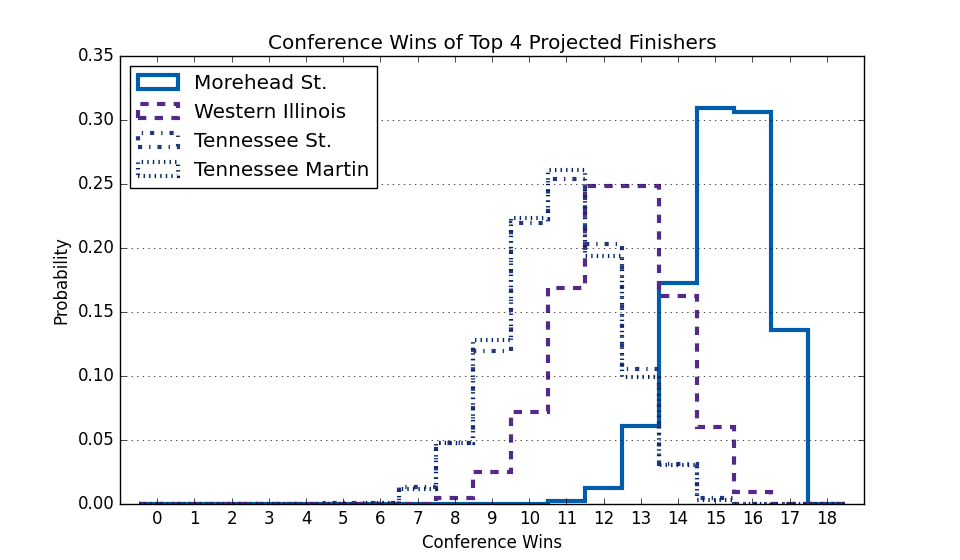 Conference Wins of Top 4 Projected Finishers
0.35
0.30
0.25
0.20
0.15
0.10
0.05
0.00
Probability
Morehead St.
Western Illinois
Tennessee St.
Tennessee Martin
0 1 2 3 4 5 6 7 8 9 10 11 12 13 14 15 16 17 18
Conference Wins